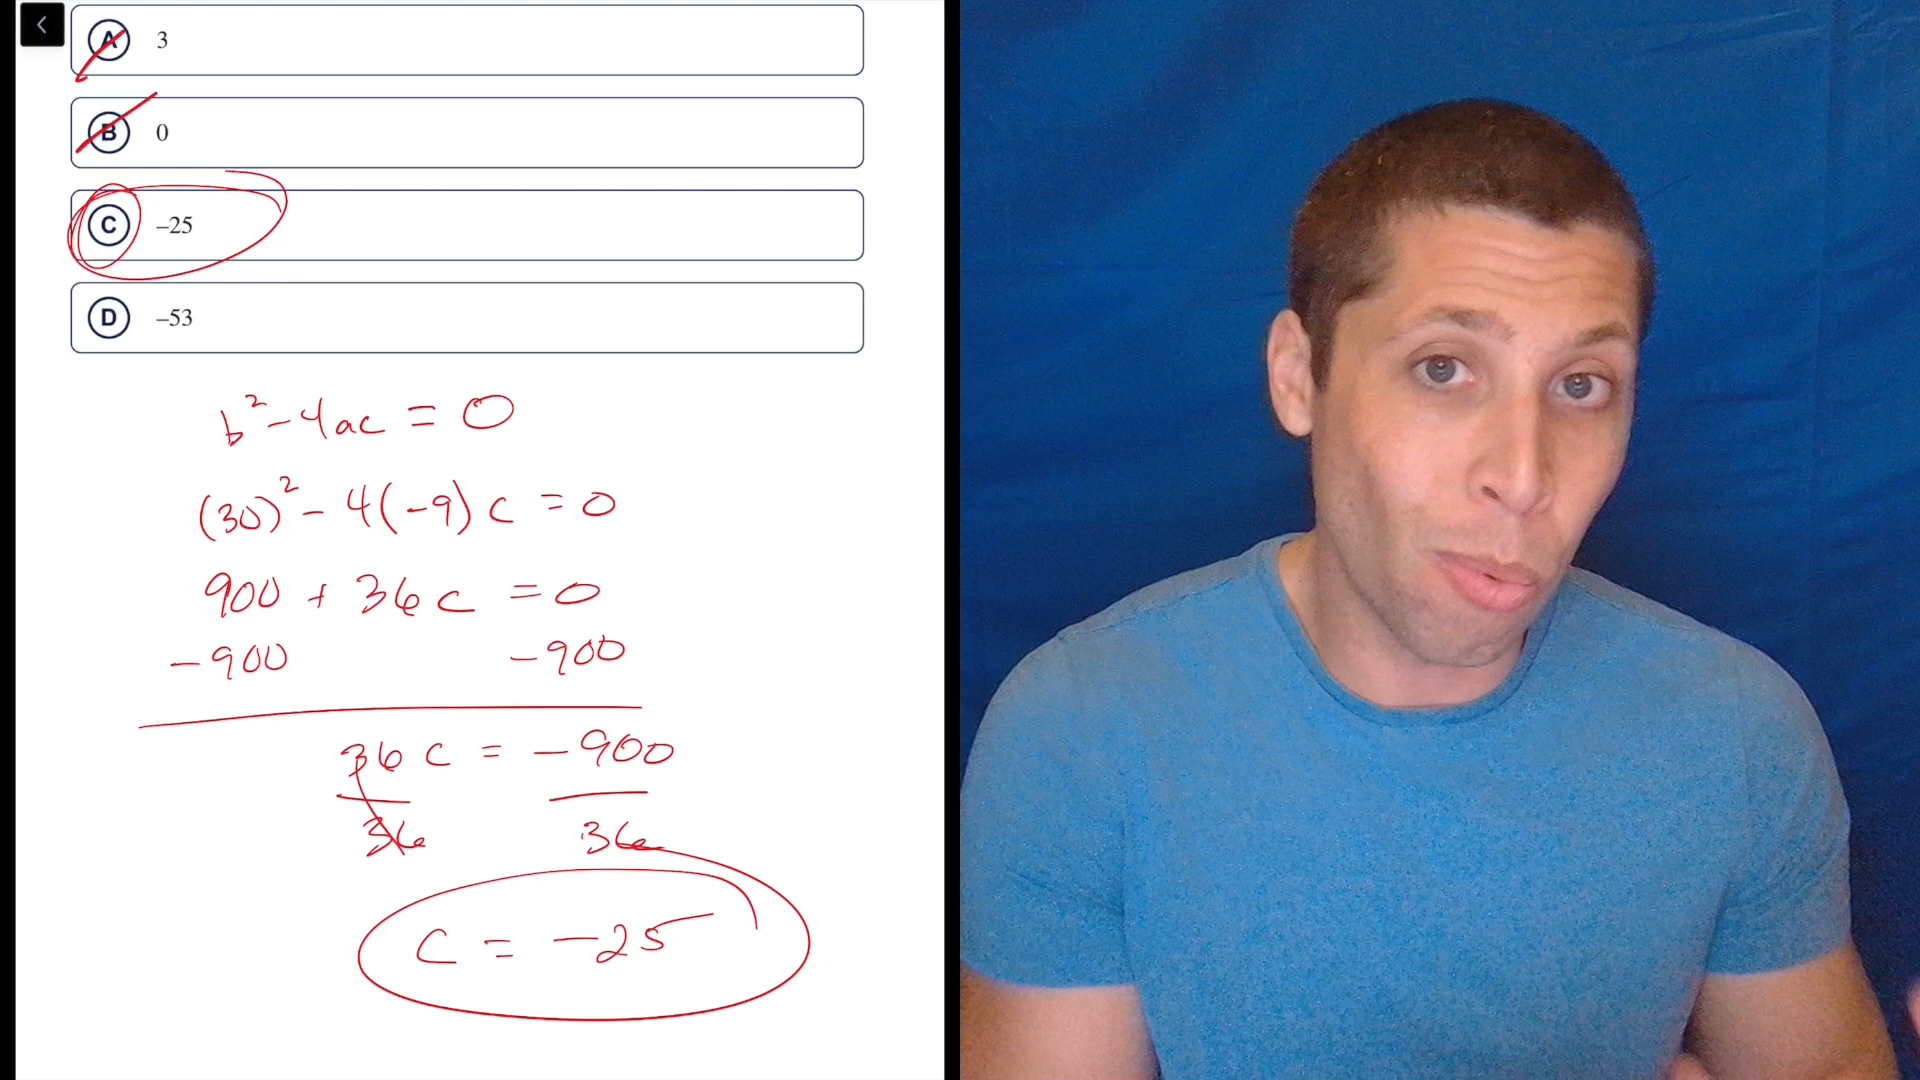 A 3
B 0
C –25
D –53
b² - 4ac = 0
(30)² - 4(-9)c = 0
900 + 36c = 0
-900 -900
36c = -900
36 36
c = -25